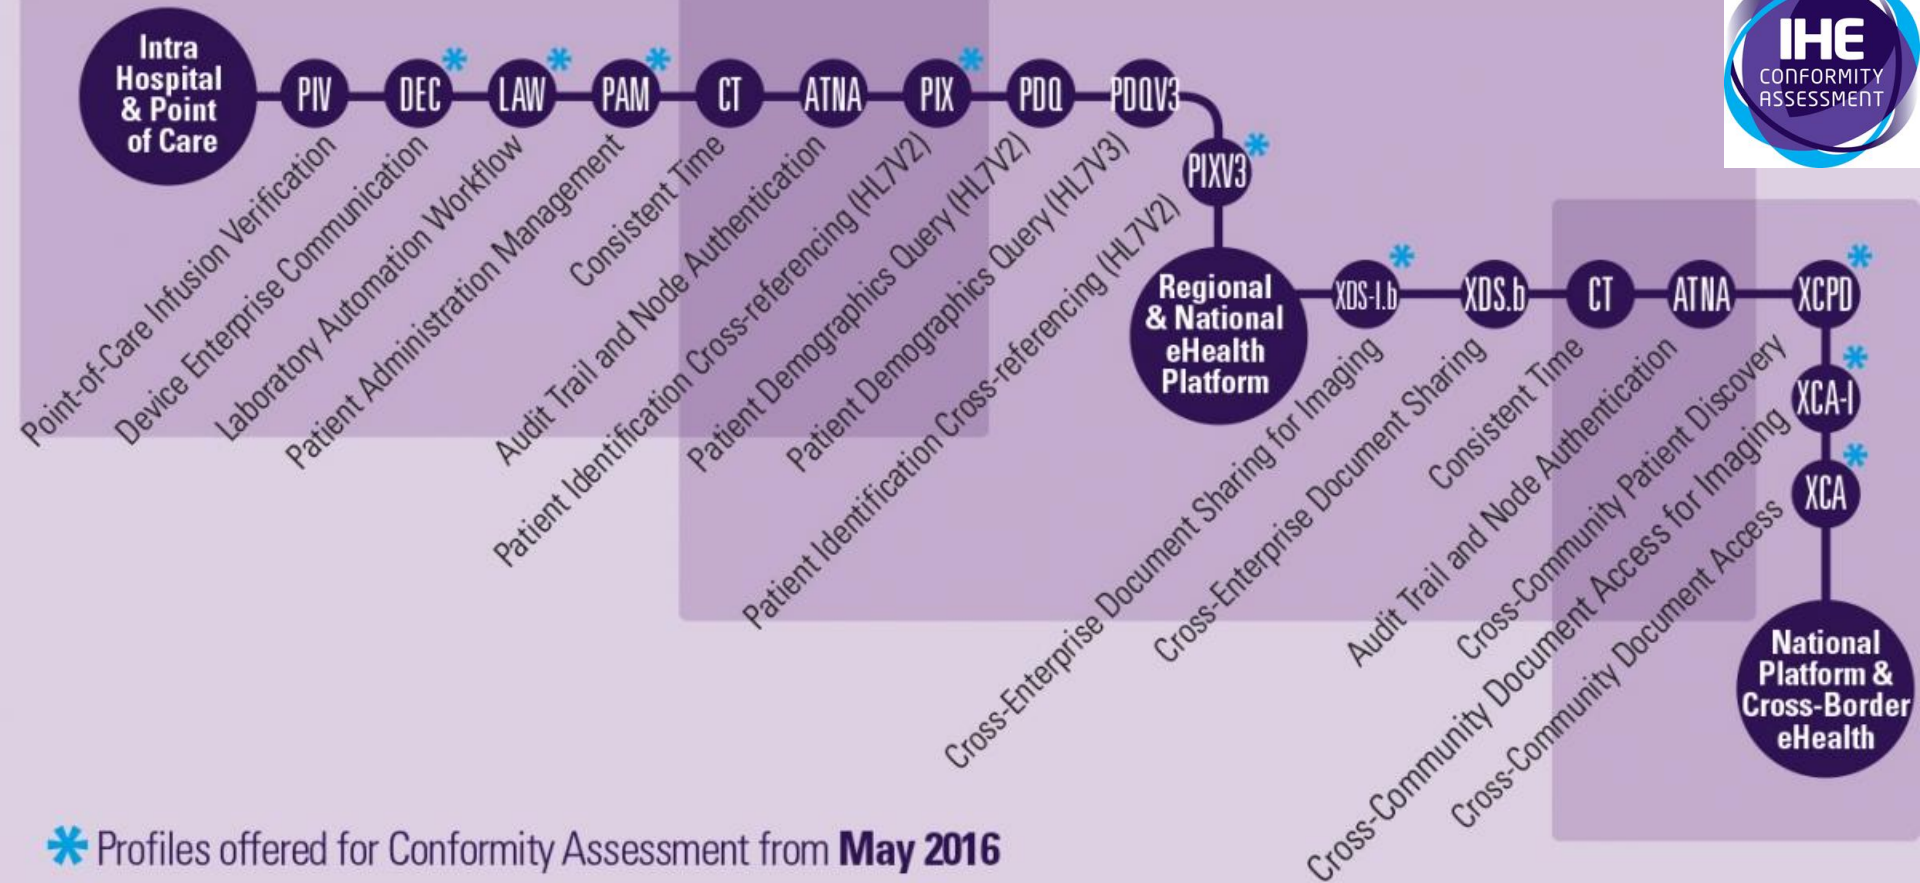 IHE
CONFORMITY
ASSESSMENT
Intra
Hospital
& Point
of Care
PIV
DEC
LAW
PAM
CT
ATNA
PIX
PDQ
PDQV3
PIXV3
Point-of-Care Infusion Verification
Device Enterprise Communication
Laboratory Automation Workflow
Patient Administration Management
Consistent Time
Audit Trail and Node Authentication
Patient Identification Cross-referencing (HL7V2)
Patient Demographics Query (HL7V2)
Patient Demographics Query (HL7V3)
Patient Identification Cross-referencing (HL7V2)
Regional
& National
eHealth
Platform
XDS-I.b
XDS.b
CT
ATNA
XCPD
XCA-I
XCA
Cross-Enterprise Document Sharing for Imaging
Cross-Enterprise Document Sharing
Consistent Time
Audit Trail and Node Authentication
Cross-Community Patient Discovery
Cross-Community Document Access for Imaging
Cross-Community Document Access
National
Platform &
Cross-Border
eHealth
* Profiles offered for Conformity Assessment from May 2016